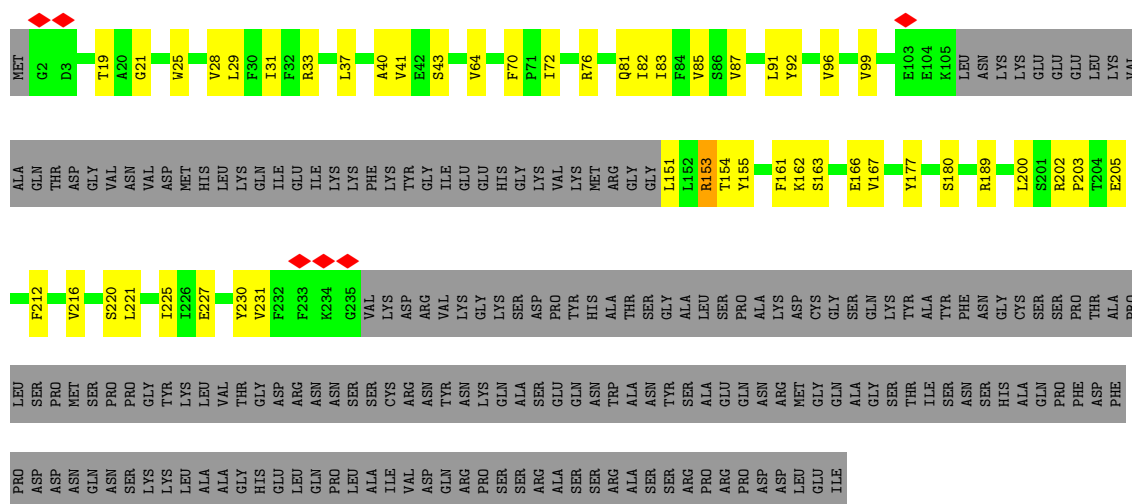 MET G2 D3 T19 A20 G21 W25 V28 L29 F30 I31 F32 R33 L37 A40 V41 E42 S43 V64 F70 P71 I72 R76 Q81 I82 I83 F84 V85 S86 V87 L91 Y92 V96 V99 E103 E104 K105 LEU ASN LYS LYS GLU GLU GLU LEU LYS VAL
ALA GLN THR ASP GLY VAL ASN VAL ASP MET HIS LEU LYS GLN ILE GLU ILE LYS LYS PHE LYS TYR GLY ILE GLU GLU HIS GLY LYS VAL LYS MET ARG GLY GLY L151 L152 R153 T154 Y155 F161 K162 S163 E166 V167 Y177 S180 R189 L200 S201 R202 P203 T204 E205
F212 V216 S220 L221 I225 I226 E227 Y230 V231 F232 F233 K234 G235 VAL LYS ASP ARG VAL LYS GLY LYS SER ASP PRO TYR HIS ALA THR SER GLY ALA LEU SER PRO ALA LYS ASP CYS GLY SER GLN LYS TYR ALA TYR PHE ASN GLY CYS SER SER PRO THR ALA PRO
LEU SER PRO MET SER PRO PRO GLY TYR LYS LEU VAL THR GLY ASP ARG ASN ASN SER SER CYS ARG ASN TYR ASN LYS GLN ALA SER GLU GLN ASN TRP ALA ASN TYR SER ALA GLU GLN ASN ARG MET GLY GLN ALA GLY SER THR ILE SER ASN SER HIS ALA GLN PRO PHE ASP PHE
PRO ASP ASP ASN GLN ASN SER LYS LYS LEU ALA ALA GLY HIS GLU LEU GLN PRO LEU ALA ILE VAL ASP GLN ARG PRO SER SER ARG ALA SER SER ARG ALA SER SER ARG PRO ARG PRO ASP ASP LEU GLU ILE